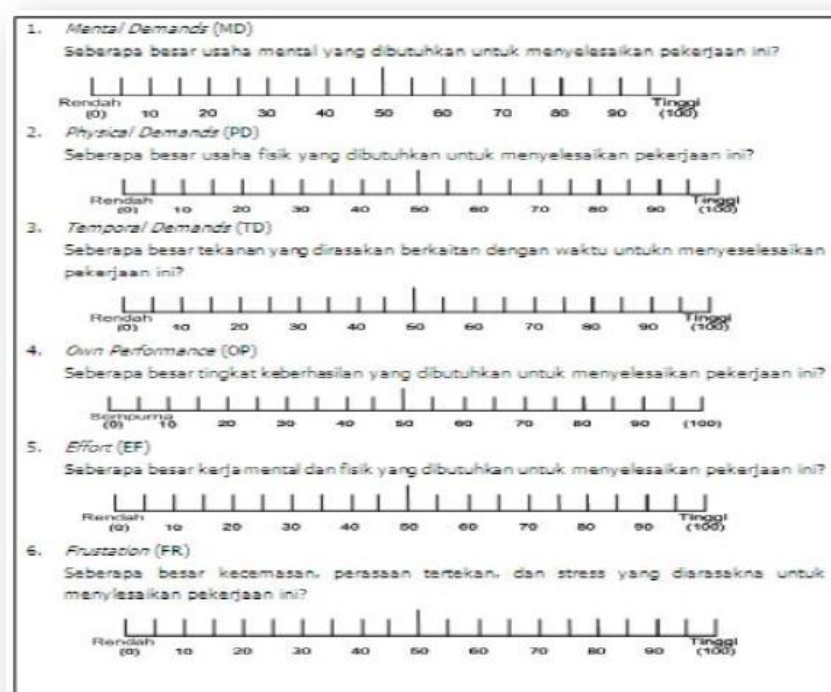 1. Mental Demands (MD)
Seberapa besar usaha mental yang dibutuhkan untuk menyelesaikan pekerjaan ini?
Rendah Tinggi
(0) 10 20 30 40 50 60 70 80 90 (100)
2. Physical Demands (PD)
Seberapa besar usaha fisik yang dibutuhkan untuk menyelesaikan pekerjaan ini?
Rendah Tinggi
(0) 10 20 30 40 50 60 70 80 90 (100)
3. Temporal Demands (TD)
Seberapa besar tekanan yang dirasakan berkaitan dengan waktu untukn menyeselesaikan
pekerjaan ini?
Rendah Tinggi
(0) 10 20 30 40 50 60 70 80 90 (100)
4. Own Performance (OP)
Seberapa besar tingkat keberhasilan yang dibutuhkan untuk menyelesaikan pekerjaan ini?
Sempurna
(0) 10 20 30 40 50 60 70 80 90 (100)
5. Effort (EF)
Seberapa besar kerja mental dan fisik yang dibutuhkan untuk menyelesaikan pekerjaan ini?
Rendah Tinggi
(0) 10 20 30 40 50 60 70 80 90 (100)
6. Frustation (FR)
Seberapa besar kecemasan, perasaan tertekan, dan stress yang diarasakna untuk
menylesaikan pekerjaan ini?
Rendah Tinggi
(0) 10 20 30 40 50 60 70 80 90 (100)